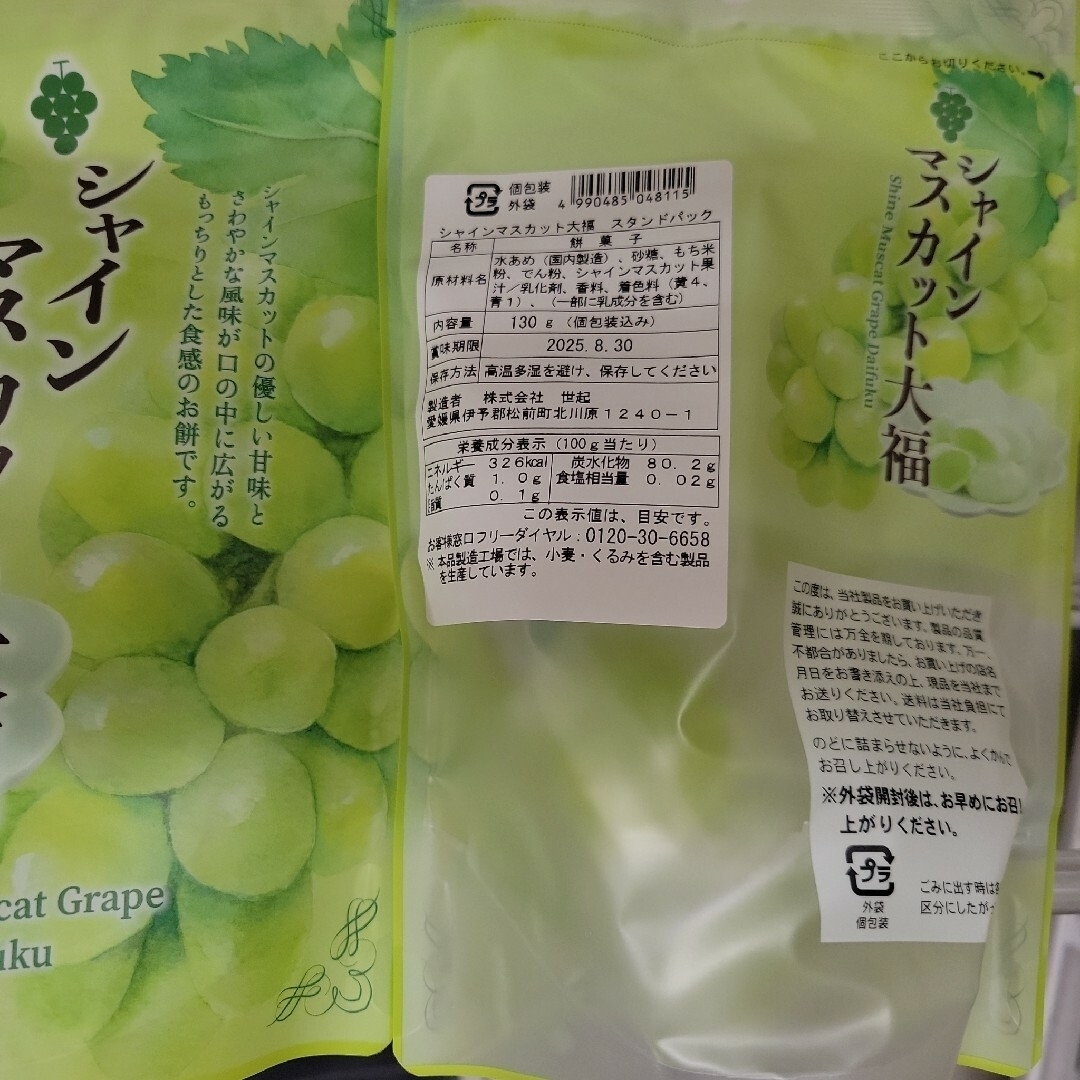 シャイン
シャインマスカットの優しい甘味と
さわやかな風味が口の中に広がる
もっちりとした食感のお餅です。
cat Grape
uku
ここからお切りください。
シャイン
マスカット大福
Shine Muscat Grape Daifuku
プラ
個包装
外袋
4 990485 048115
シャインマスカット大福 スタンドパック
名称 餅菓子
原材料名 水あめ（国内製造）、砂糖、もち米
粉、でん粉、シャインマスカット果
汁／乳化剤、香料、着色料（黄４、
青１）、（一部に乳成分を含む）
内容量 130ｇ（個包装込み）
賞味期限 2025.8.30
保存方法 高温多湿を避け、保存してください
製造者 株式会社 世起
愛媛県伊予郡松前町北川原１２４０－１
栄養成分表示（100ｇ当たり）
エネルギー 326kcal 炭水化物 80.2g
たんぱく質 1.0g 食塩相当量 0.02g
脂質 0.1g
この表示値は、目安です。
お客様窓口フリーダイヤル：0120-30-6658
※本品製造工場では、小麦・くるみを含む製品
を生産しています。
この度は、当社製品をお買い上げいただき
誠にありがとうございます。製品の品質
管理には万全を期しております。万一、
不都合がありましたら、お買い上げの店名
月日をお書き添えの上、現品を当社まで
お送りください。送料は当社負担にて
お取り替えさせていただきます。
のどに詰まらせないように、よくかんで
お召し上がりください。
※外袋開封後は、お早めにお召し
上がりください。
プラ
外袋
個包装
ごみに出す時は
区分にしたがっ